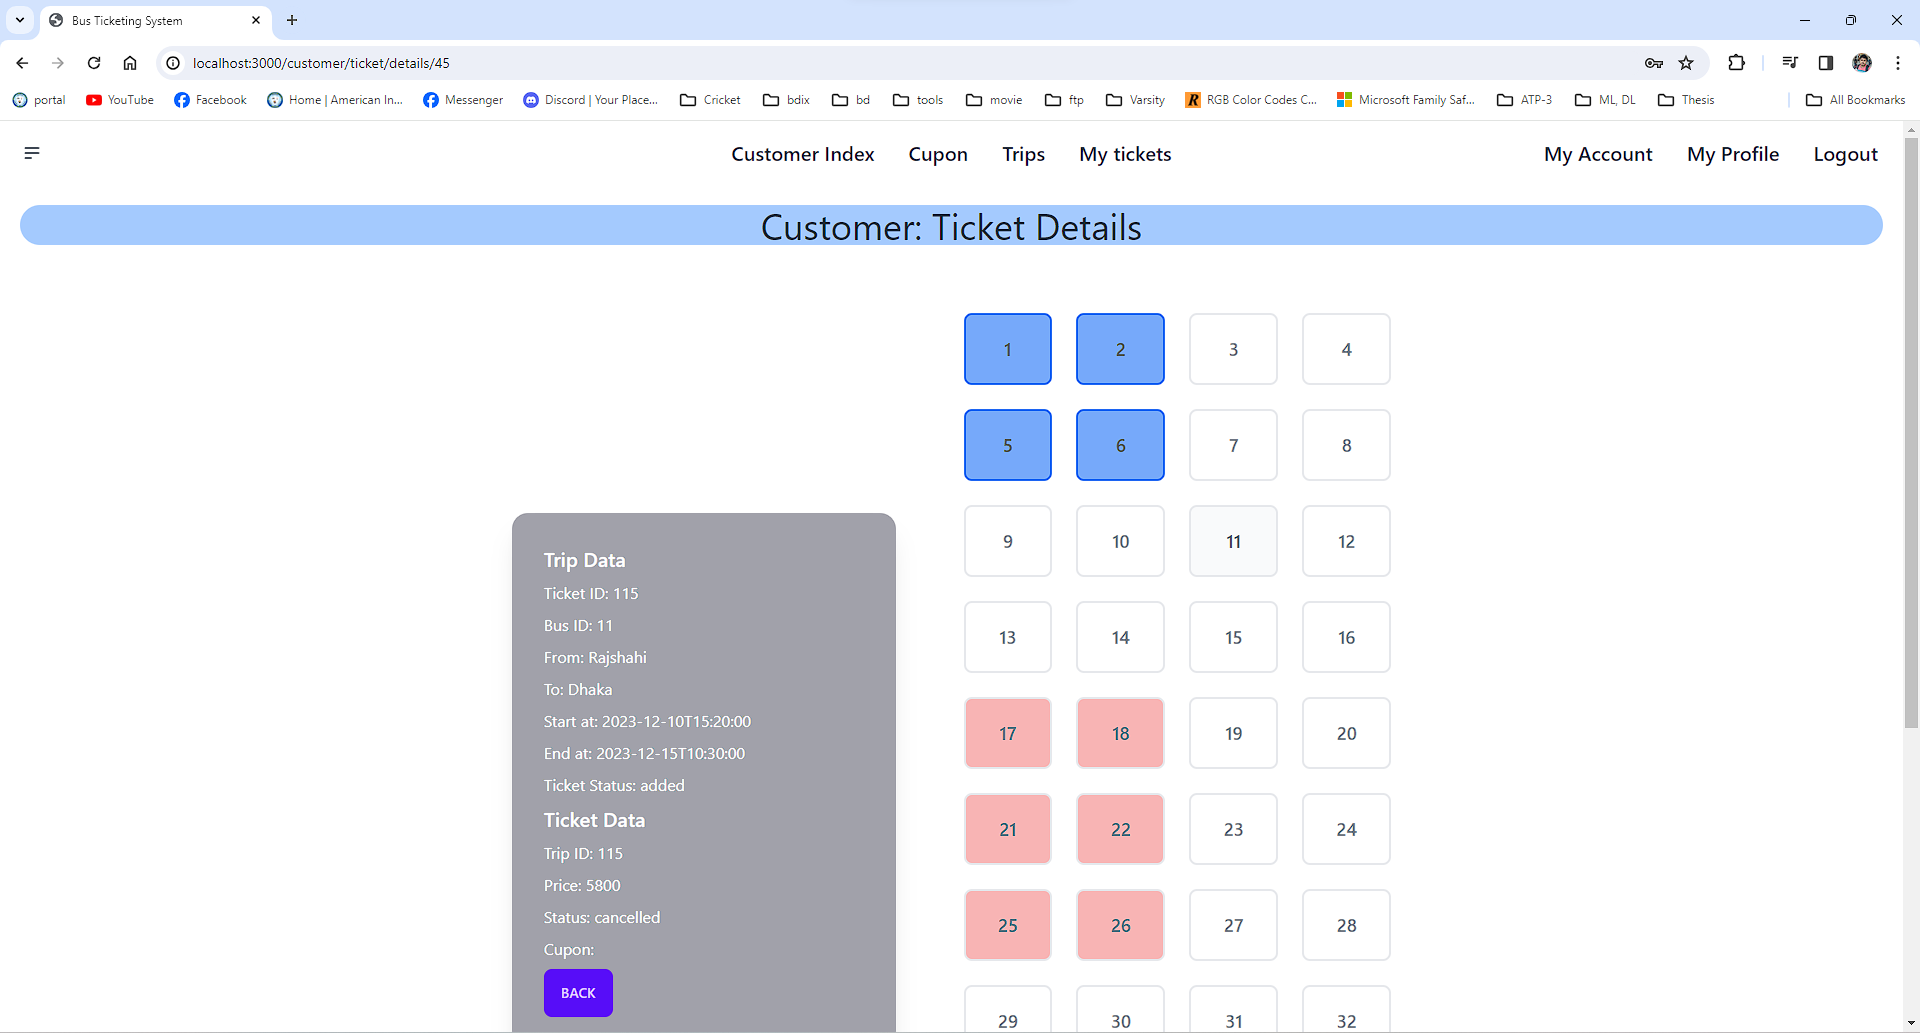 Bus Ticketing System
localhost:3000/customer/ticket/details/45
portal YouTube Facebook Home | American In... Messenger Discord | Your Place... Cricket bdix bd tools movie ftp Varsity RGB Color Codes C... Microsoft Family Saf... ATP-3 ML, DL Thesis All Bookmarks
Customer Index Cupon Trips My tickets My Account My Profile Logout
Customer: Ticket Details
Trip Data
Ticket ID: 115
Bus ID: 11
From: Rajshahi
To: Dhaka
Start at: 2023-12-10T15:20:00
End at: 2023-12-15T10:30:00
Ticket Status: added
Ticket Data
Trip ID: 115
Price: 5800
Status: cancelled
Cupon:
BACK
1 2 3 4
5 6 7 8
9 10 11 12
13 14 15 16
17 18 19 20
21 22 23 24
25 26 27 28
29 30 31 32